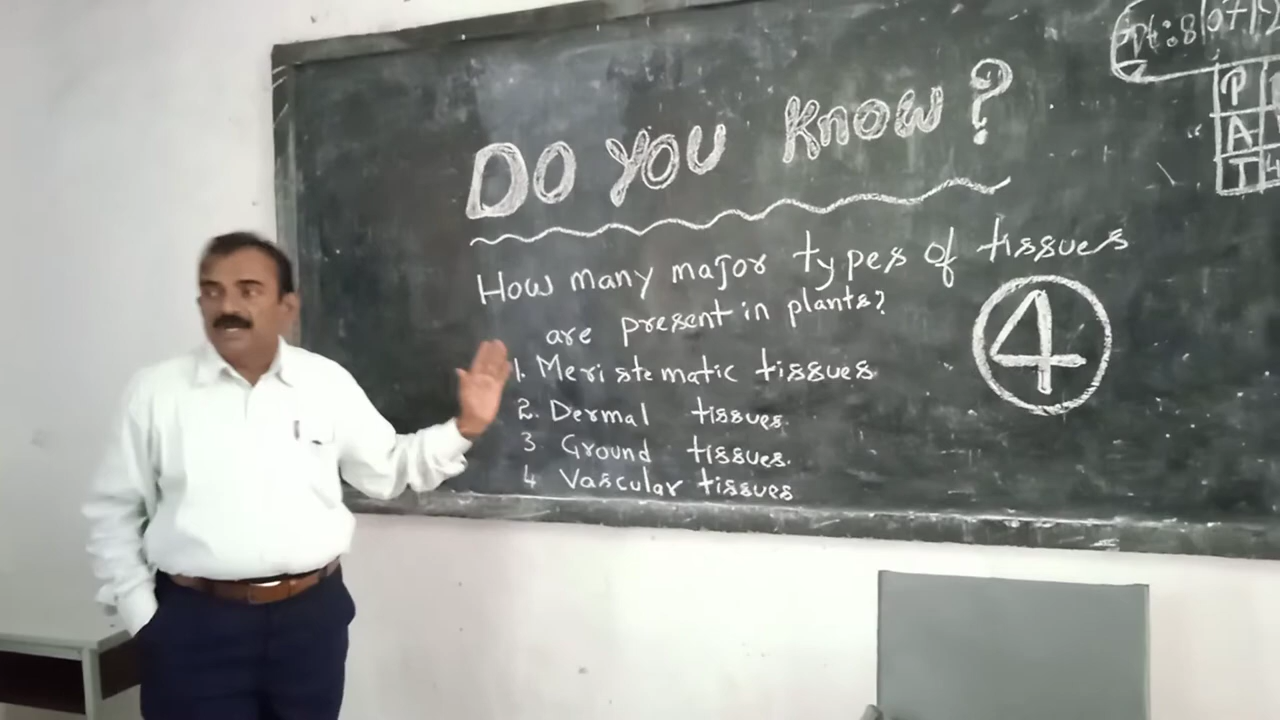 Do You Know?
How many major types of tissues
are present in plants?
4
1. Meristematic tissues
2. Dermal tissues.
3 Ground tissues.
4 Vascular tissues
P
A
T